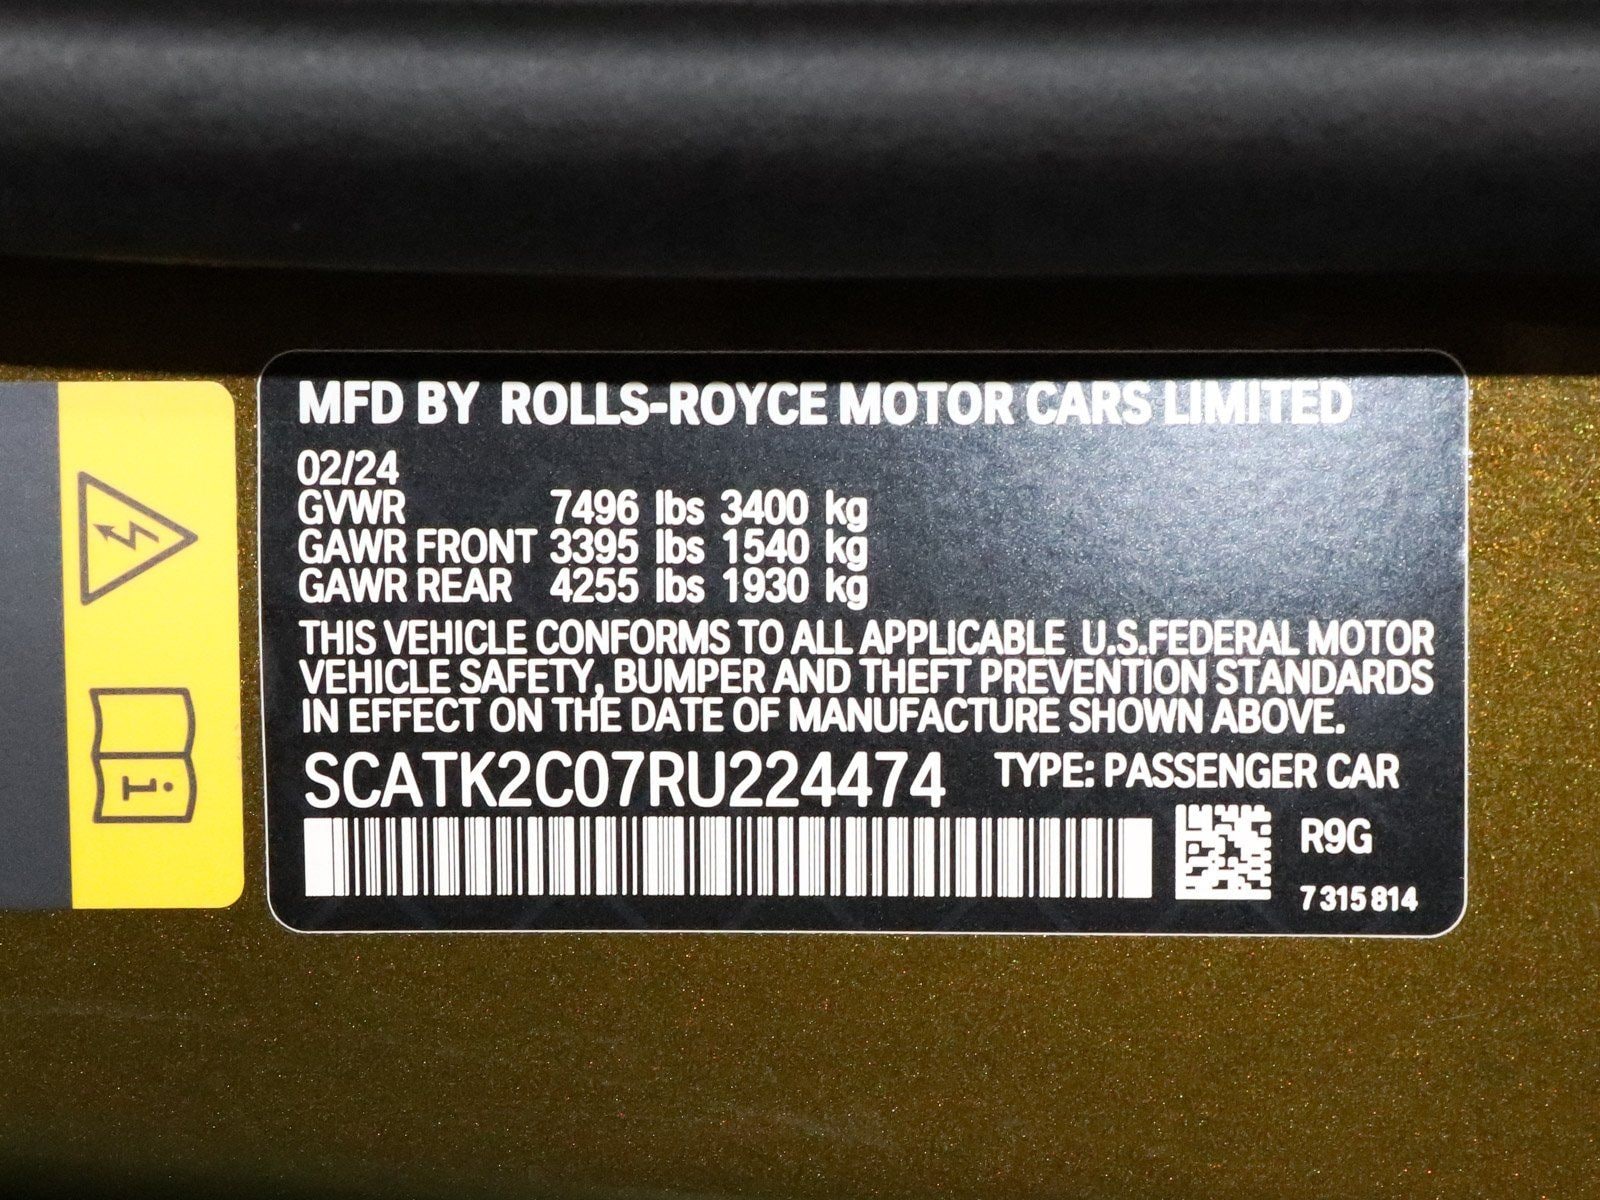 MFD BY ROLLS-ROYCE MOTOR CARS LIMITED
02/24
GVWR 7496 lbs 3400 kg
GAWR FRONT 3395 lbs 1540 kg
GAWR REAR 4255 lbs 1930 kg
THIS VEHICLE CONFORMS TO ALL APPLICABLE U.S.FEDERAL MOTOR
VEHICLE SAFETY, BUMPER AND THEFT PREVENTION STANDARDS
IN EFFECT ON THE DATE OF MANUFACTURE SHOWN ABOVE.
SCATK2C07RU224474 TYPE: PASSENGER CAR
R9G
7 315 814
i